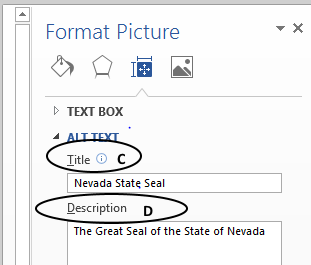 Format Picture
TEXT BOX
ALT TEXT
Title C
Nevada State Seal
Description D
The Great Seal of the State of Nevada